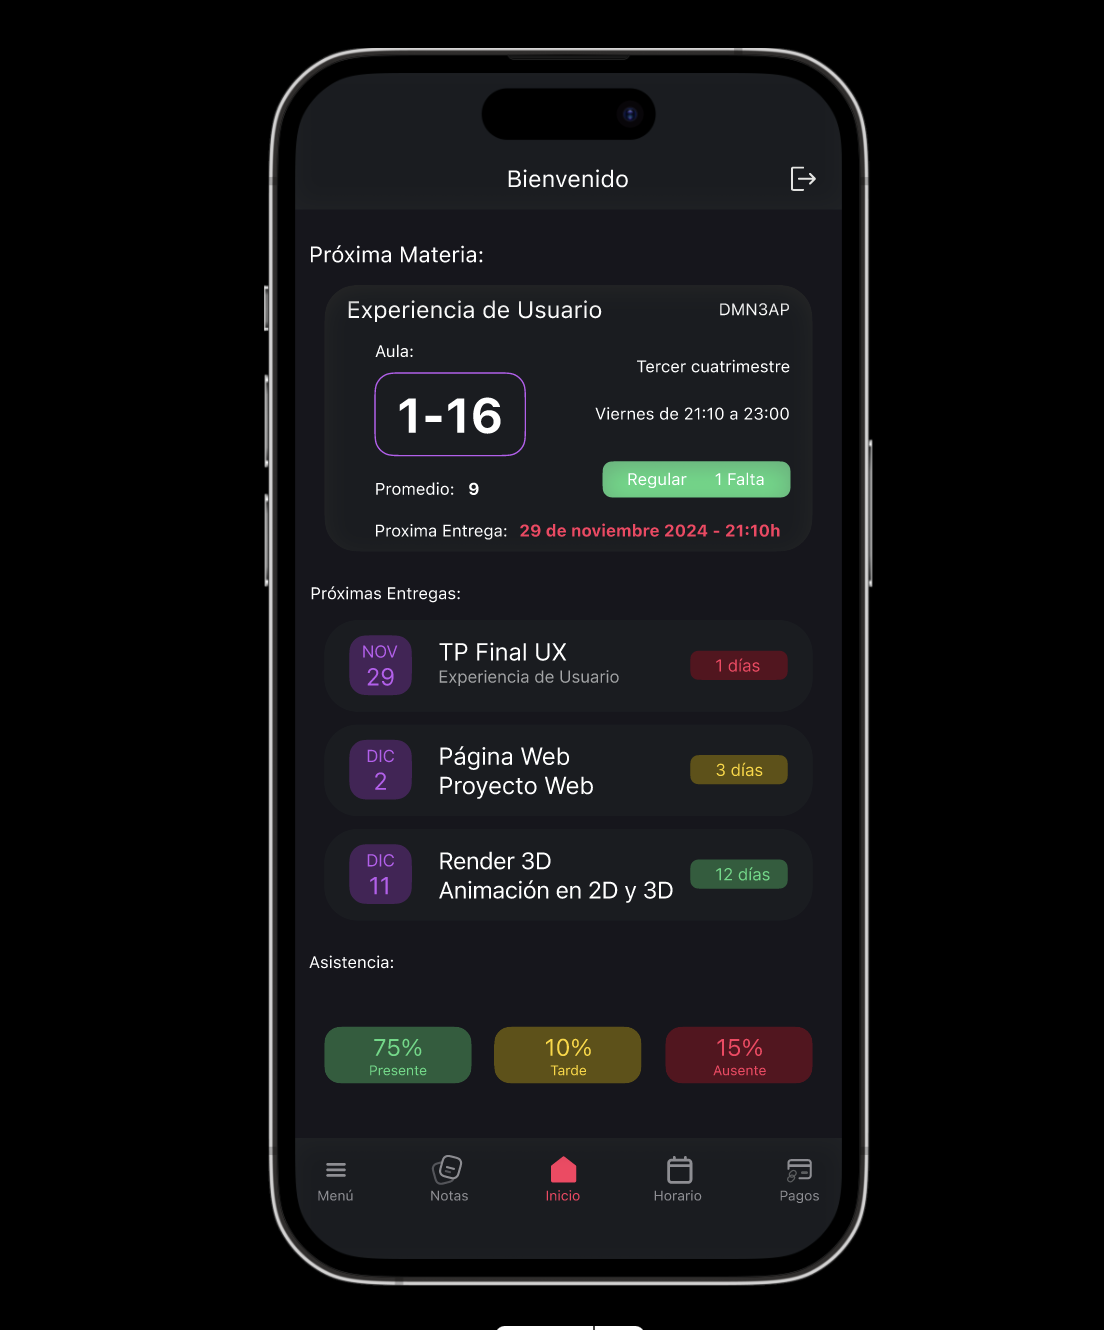 Bienvenido
Próxima Materia:
Experiencia de Usuario DMN3AP
Aula:
Tercer cuatrimestre
1-16
Viernes de 21:10 a 23:00
Regular 1 Falta
Promedio: 9
Proxima Entrega: 29 de noviembre 2024 - 21:10h
Próximas Entregas:
NOV
29
TP Final UX
Experiencia de Usuario
1 días
DIC
2
Página Web
Proyecto Web
3 días
DIC
11
Render 3D
Animación en 2D y 3D
12 días
Asistencia:
75%
Presente
10%
Tarde
15%
Ausente
Menú Notas Inicio Horario Pagos